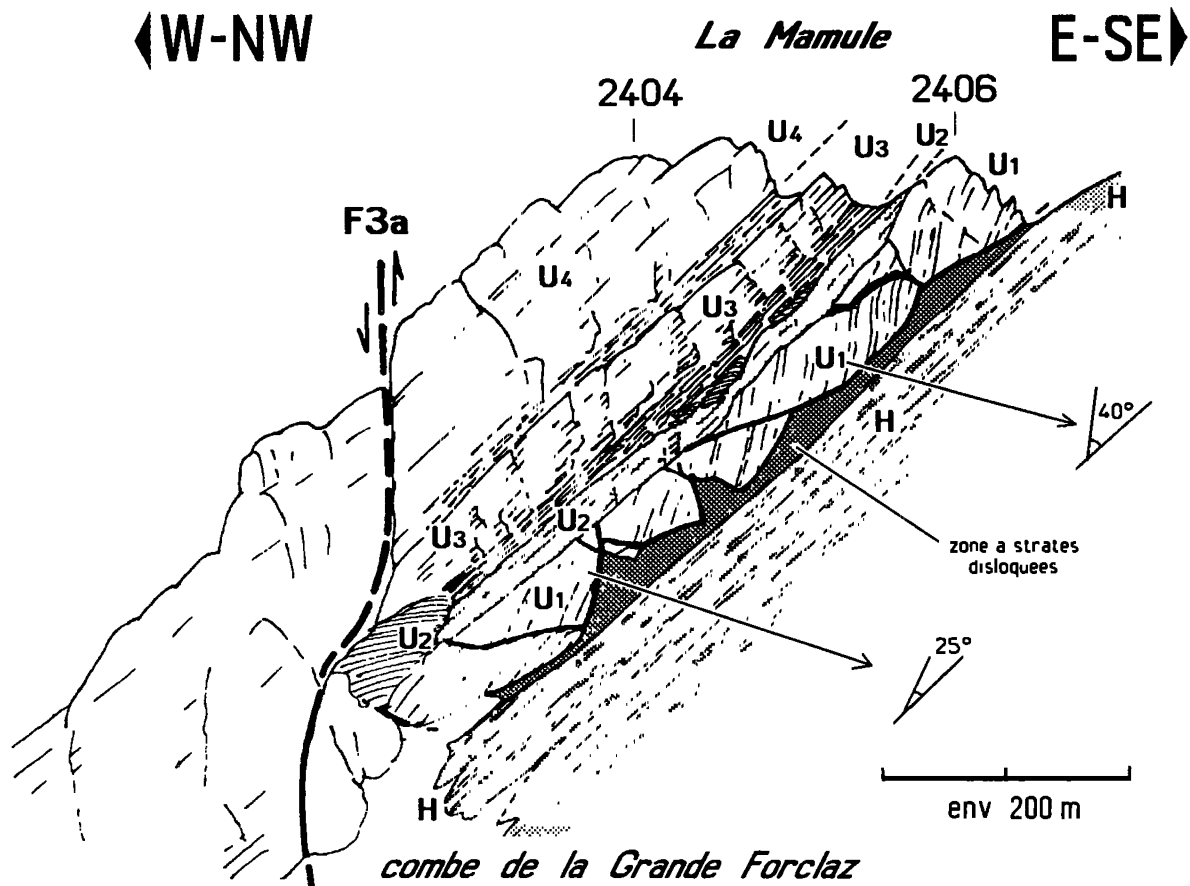 W-NW
La Mamule
E-SE
2404
2406
U4
U3
U2
U1
H
F3a
U4
U3
U1
H
40°
U2
U3
zone a strates
disloquees
U1
U2
25°
H
env 200 m
combe de la Grande Forclaz